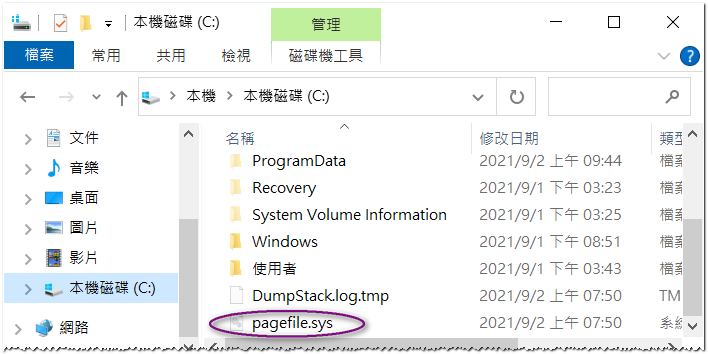 本機磁碟 (C:)
管理
檔案 常用 共用 檢視 磁碟機工具
本機 本機磁碟 (C:)
名稱 修改日期 類型
文件
音樂
桌面
圖片
影片
本機磁碟 (C:)
網路
ProgramData 2021/9/2 上午 09:44 檔案
Recovery 2021/9/1 下午 03:23 檔案
System Volume Information 2021/9/1 下午 03:25 檔案
Windows 2021/9/1 下午 08:51 檔案
使用者 2021/9/1 下午 03:43 檔案
DumpStack.log.tmp 2021/9/2 上午 07:50 TM
pagefile.sys 2021/9/2 上午 07:50 系統